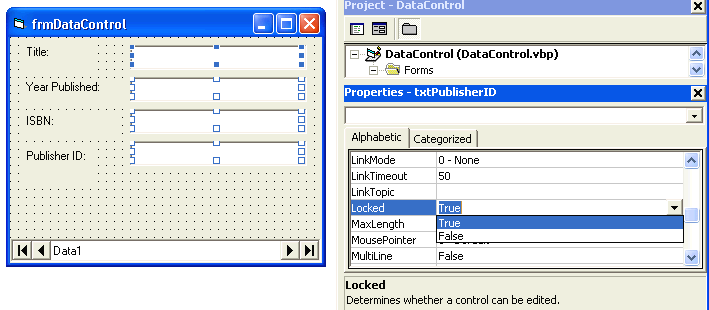 frmDataControl
Title:
Year Published:
ISBN:
Publisher ID:
Data1
Project - DataControl
DataControl (DataControl.vbp)
Forms
Properties - txtPublisherID
Alphabetic Categorized
LinkMode 0 - None
LinkTimeout 50
LinkTopic
Locked True
MaxLength True
MousePointer False
MultiLine False
Locked
Determines whether a control can be edited.